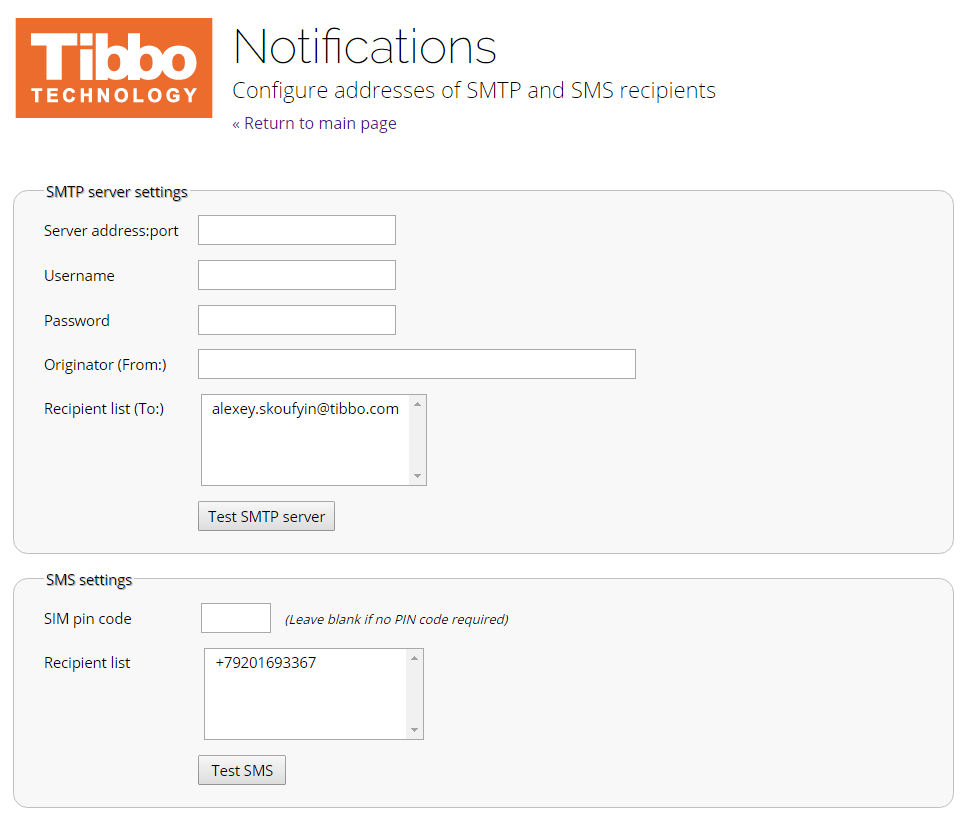 Tibbo
TECHNOLOGY
Notifications
Configure addresses of SMTP and SMS recipients
« Return to main page
SMTP server settings
Server address:port
Username
Password
Originator (From:)
Recipient list (To:)
alexey.skoufyin@tibbo.com
Test SMTP server
SMS settings
SIM pin code
(Leave blank if no PIN code required)
Recipient list
+79201693367
Test SMS